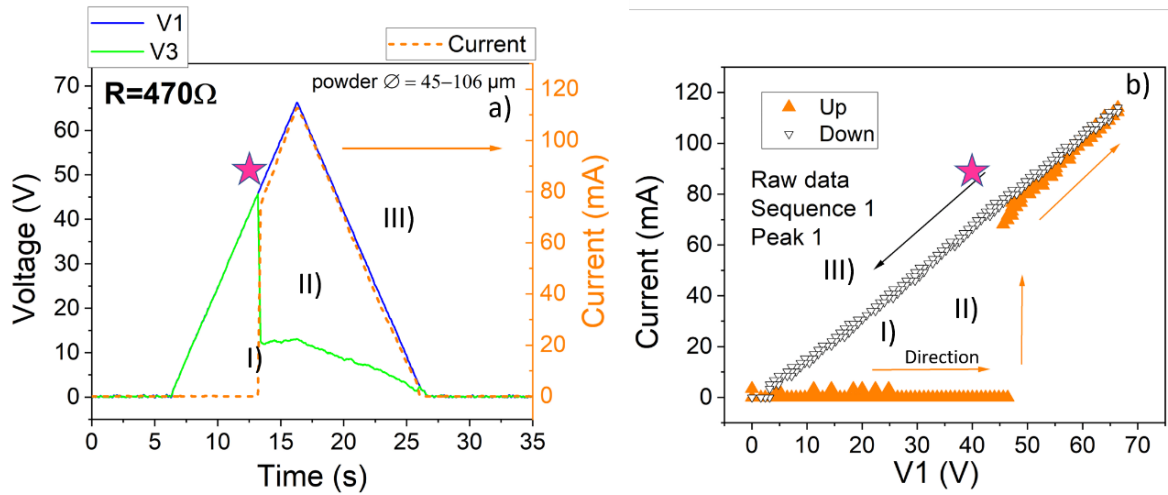 V1
V3
Current
R=470Ω
powder ∅ = 45–106 μm
a)
I)
II)
III)
70
60
50
40
30
20
10
0
Voltage (V)
120
100
80
60
40
20
0
Current (mA)
0 5 10 15 20 25 30 35
Time (s)
b)
Up
Down
Raw data
Sequence 1
Peak 1
III)
II)
I)
Direction
120
100
80
60
40
20
0
Current (mA)
0 10 20 30 40 50 60 70
V1 (V)